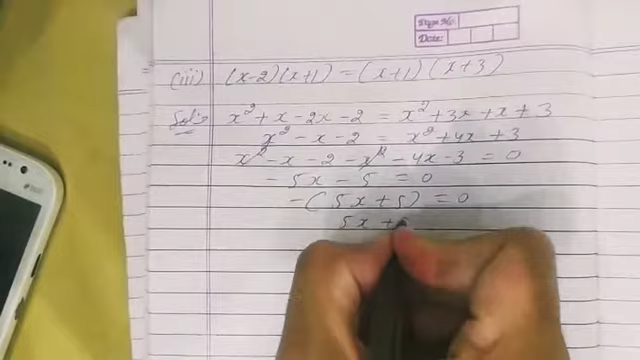 Page No.
Date:
(iii) (x-2)(x+1) = (x+1)(x+3)
Sol:- x² + x - 2x - 2 = x² + 3x + x + 3
x² - x - 2 = x² + 4x + 3
x² - x - 2 - x² - 4x - 3 = 0
- 5x - 5 = 0
-(5x + 5) = 0
5x +